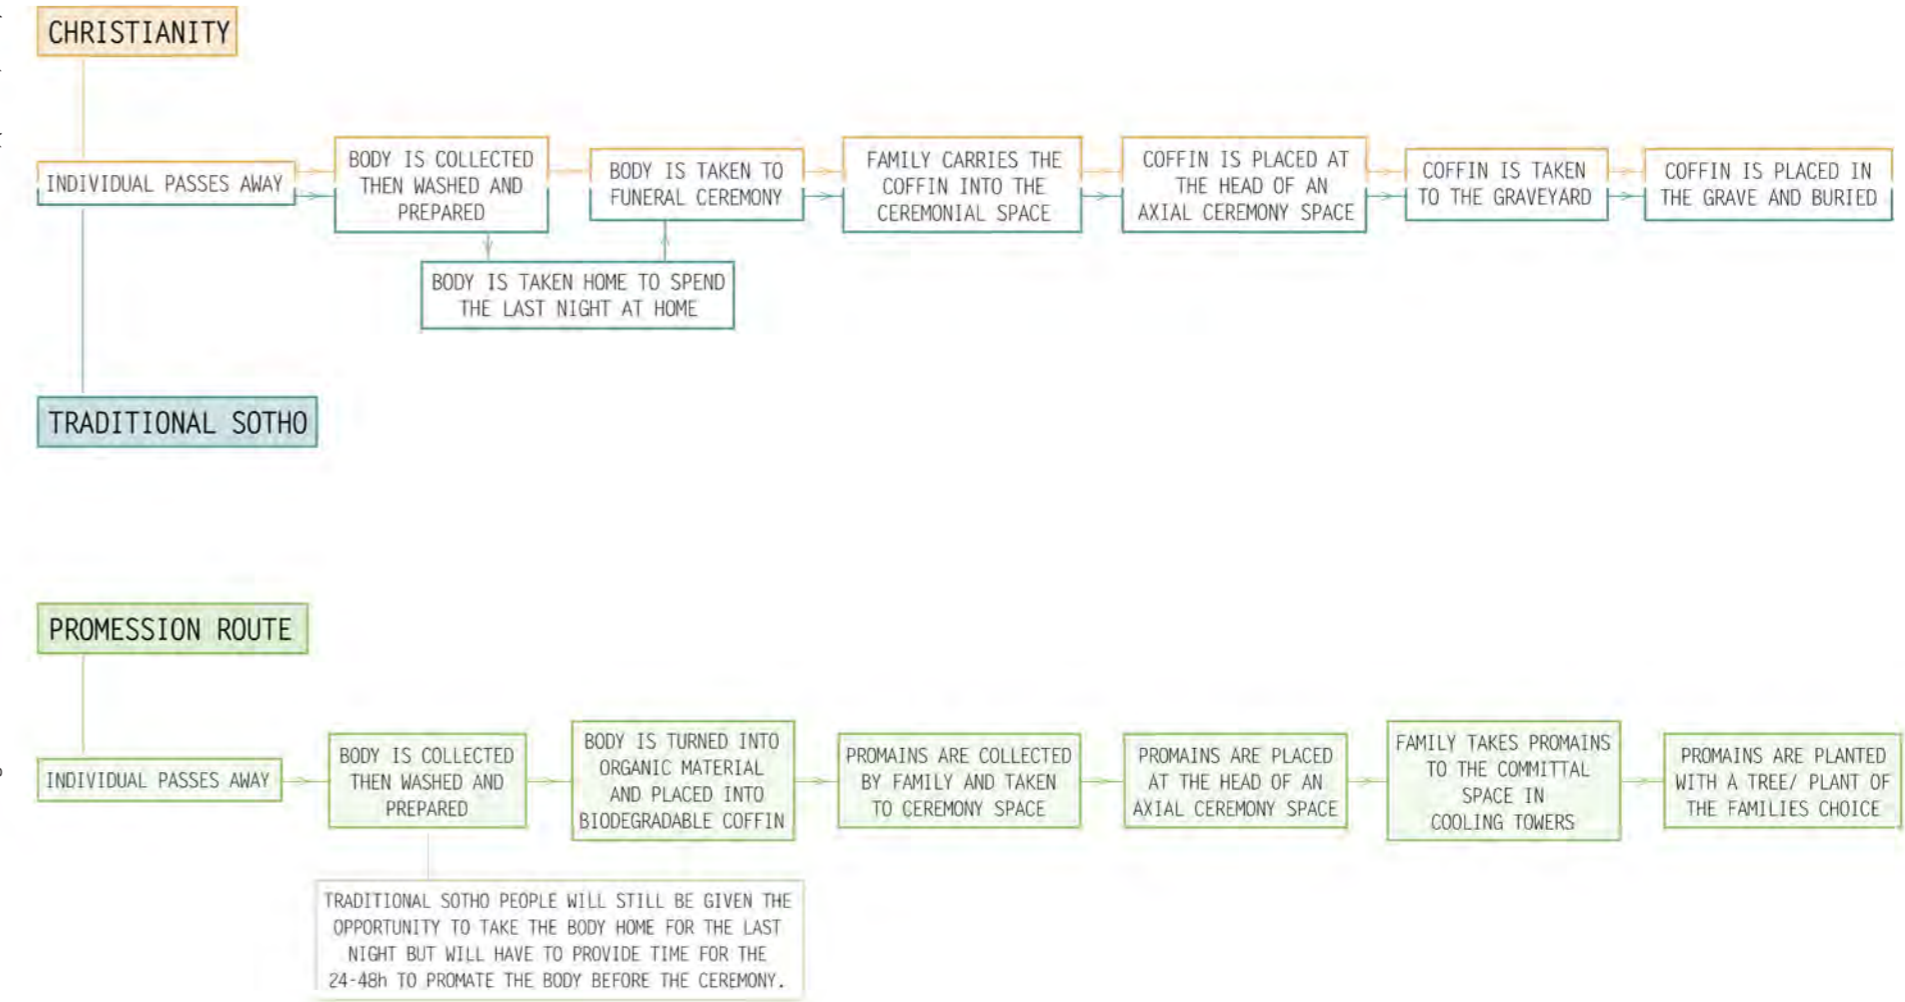 CHRISTIANITY
INDIVIDUAL PASSES AWAY
BODY IS COLLECTED
THEN WASHED AND
PREPARED
BODY IS TAKEN TO
FUNERAL CEREMONY
FAMILY CARRIES THE
COFFIN INTO THE
CEREMONIAL SPACE
COFFIN IS PLACED AT
THE HEAD OF AN
AXIAL CEREMONY SPACE
COFFIN IS TAKEN
TO THE GRAVEYARD
COFFIN IS PLACED IN
THE GRAVE AND BURIED
BODY IS TAKEN HOME TO SPEND
THE LAST NIGHT AT HOME
TRADITIONAL SOTHO
PROMESSION ROUTE
INDIVIDUAL PASSES AWAY
BODY IS COLLECTED
THEN WASHED AND
PREPARED
BODY IS TURNED INTO
ORGANIC MATERIAL
AND PLACED INTO
BIODEGRADABLE COFFIN
PROMAINS ARE COLLECTED
BY FAMILY AND TAKEN
TO CEREMONY SPACE
PROMAINS ARE PLACED
AT THE HEAD OF AN
AXIAL CEREMONY SPACE
FAMILY TAKES PROMAINS
TO THE COMMITTAL
SPACE IN
COOLING TOWERS
PROMAINS ARE PLANTED
WITH A TREE/ PLANT OF
THE FAMILIES CHOICE
TRADITIONAL SOTHO PEOPLE WILL STILL BE GIVEN THE
OPPORTUNITY TO TAKE THE BODY HOME FOR THE LAST
NIGHT BUT WILL HAVE TO PROVIDE TIME FOR THE
24-48h TO PROMATE THE BODY BEFORE THE CEREMONY.